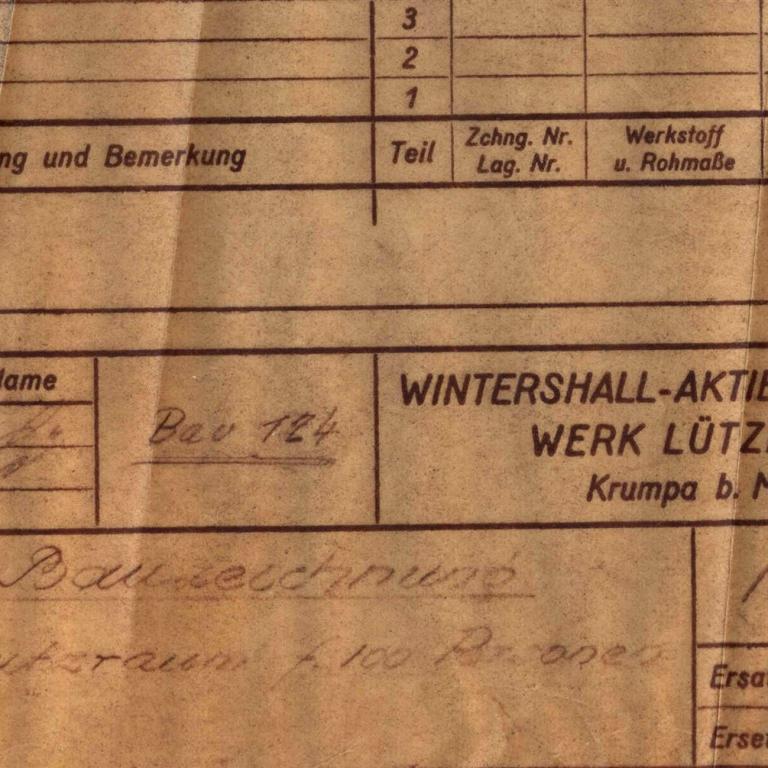 3
2
1
ng und Bemerkung
Teil
Zchng. Nr.
Lag. Nr.
Werkstoff
u. Rohmaße
Name
Bau 124
WINTERSHALL-AKTIE
WERK LÜTZ
Krumpa b. M
Bauzeichnung
utzraum f. 100 Personen
Ersa
Erse